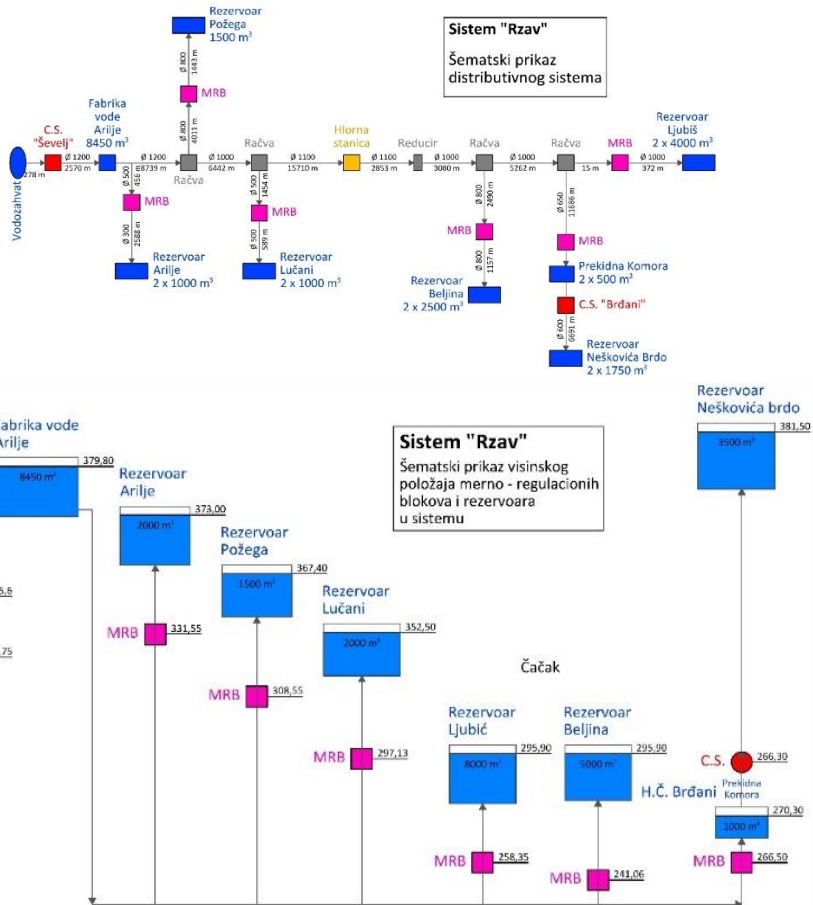 Rezervoar
Požega
1500 m³
Sistem "Rzav"
Šematski prikaz
distributivnog sistema
Ø 800
1443 m
MRB
Ø 800
4011 m
Fabrika
vode
Arilje
8450 m³
C.S.
"Ševelj"
Vodozahvat
278 m
Ø 1200
2570 m
Ø 1200
8739 m
Račva
Ø 1000
6442 m
Račva
Ø 1100
15710 m
Hlorna
stanica
Ø 1100
2853 m
Reducir
Ø 1000
3080 m
Račva
Ø 1000
5262 m
Račva
15 m
MRB
Ø 1000
372 m
Rezervoar
Ljubiš
2 x 4000 m³
Ø 500
456 m
MRB
Ø 300
2588 m
Rezervoar
Arilje
2 x 1000 m³
Ø 500
1454 m
MRB
Ø 500
589 m
Rezervoar
Lučani
2 x 1000 m³
Ø 800
2490 m
MRB
Ø 800
1157 m
Rezervoar
Beljina
2 x 2500 m³
Ø 650
11686 m
MRB
Prekidna Komora
2 x 500 m³
C.S. "Brđani"
Ø 600
6691 m
Rezervoar
Neškovića Brdo
2 x 1750 m³
Sistem "Rzav"
Šematski prikaz visinskog
položaja merno - regulacionih
blokova i rezervoara
u sistemu
abrika vode
Arilje
379,80
8450 m³
Rezervoar
Arilje
373,00
2000 m³
MRB
331,55
Rezervoar
Požega
367,40
1500 m³
MRB
308,55
Rezervoar
Lučani
352,50
2000 m³
MRB
297,13
Čačak
Rezervoar
Ljubić
295,90
8000 m³
MRB
258,35
Rezervoar
Beljina
295,90
5000 m³
MRB
241,06
Rezervoar
Neškovića brdo
381,50
3500 m³
C.S.
266,30
H.Č. Brđani
Prekidna
Komora
270,30
1000 m³
MRB
266,50